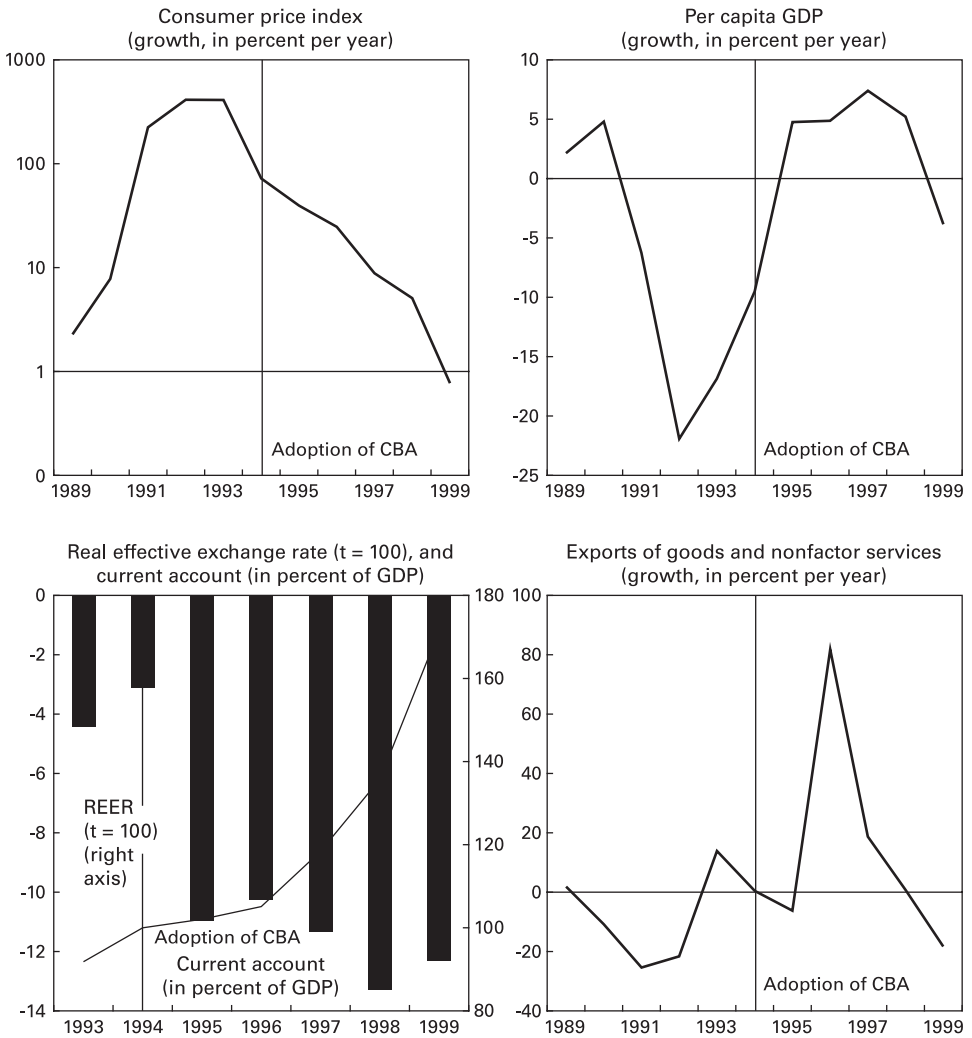 Consumer price index
(growth, in percent per year)
1000
100
10
1
0
Adoption of CBA
1989 1991 1993 1995 1997 1999
Per capita GDP
(growth, in percent per year)
10
5
0
-5
-10
-15
-20
-25
Adoption of CBA
1989 1991 1993 1995 1997 1999
Real effective exchange rate (t = 100), and
current account (in percent of GDP)
0
-2
-4
-6
-8
-10
-12
-14
180
160
140
120
100
80
REER
(t = 100)
(right
axis)
Adoption of CBA
Current account
(in percent of GDP)
1993 1994 1995 1996 1997 1998 1999
Exports of goods and nonfactor services
(growth, in percent per year)
100
80
60
40
20
0
-20
-40
Adoption of CBA
1989 1991 1993 1995 1997 1999